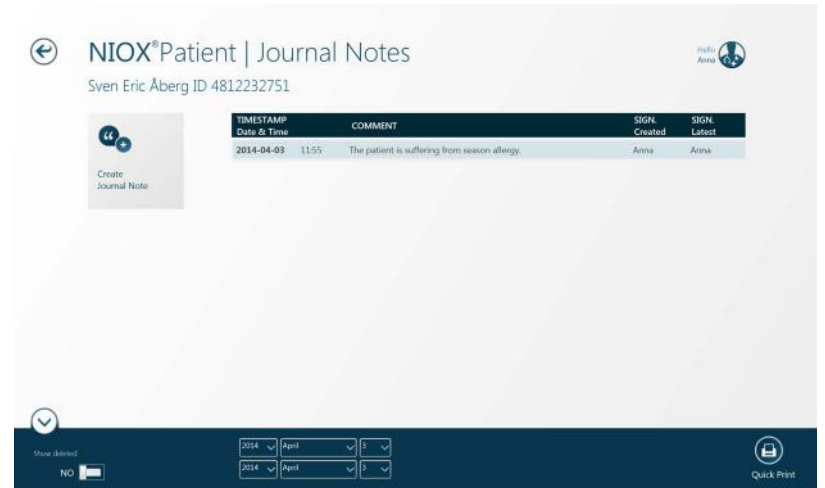 NIOX®Patient | Journal Notes
Hello
Anna
Sven Eric Åberg ID 4812232751
TIMESTAMP
Date & Time
COMMENT
SIGN.
Created
SIGN.
Latest
2014-04-03 11:55 The patient is suffering from season allergy. Anna Anna
Create
Journal Note
Show deleted
NO
2014 April 3
2014 April 3
Quick Print